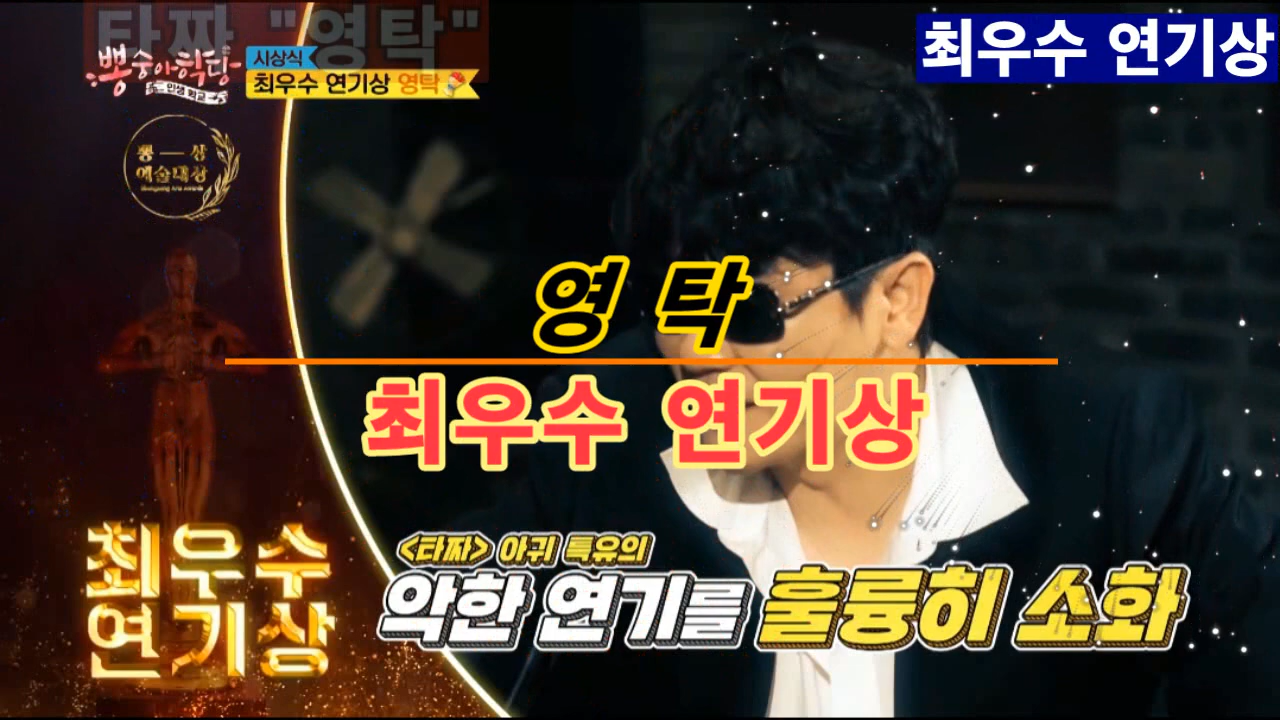 타짜 "영탁"
최우수 연기상
뽕숭아학당
인생 학교
시상식
최우수 연기상 영탁
뽕 상
예술대상
영 탁
최우수 연기상
<타짜> 아귀 특유의
악한 연기를 훌륭히 소화
최우수
연기상